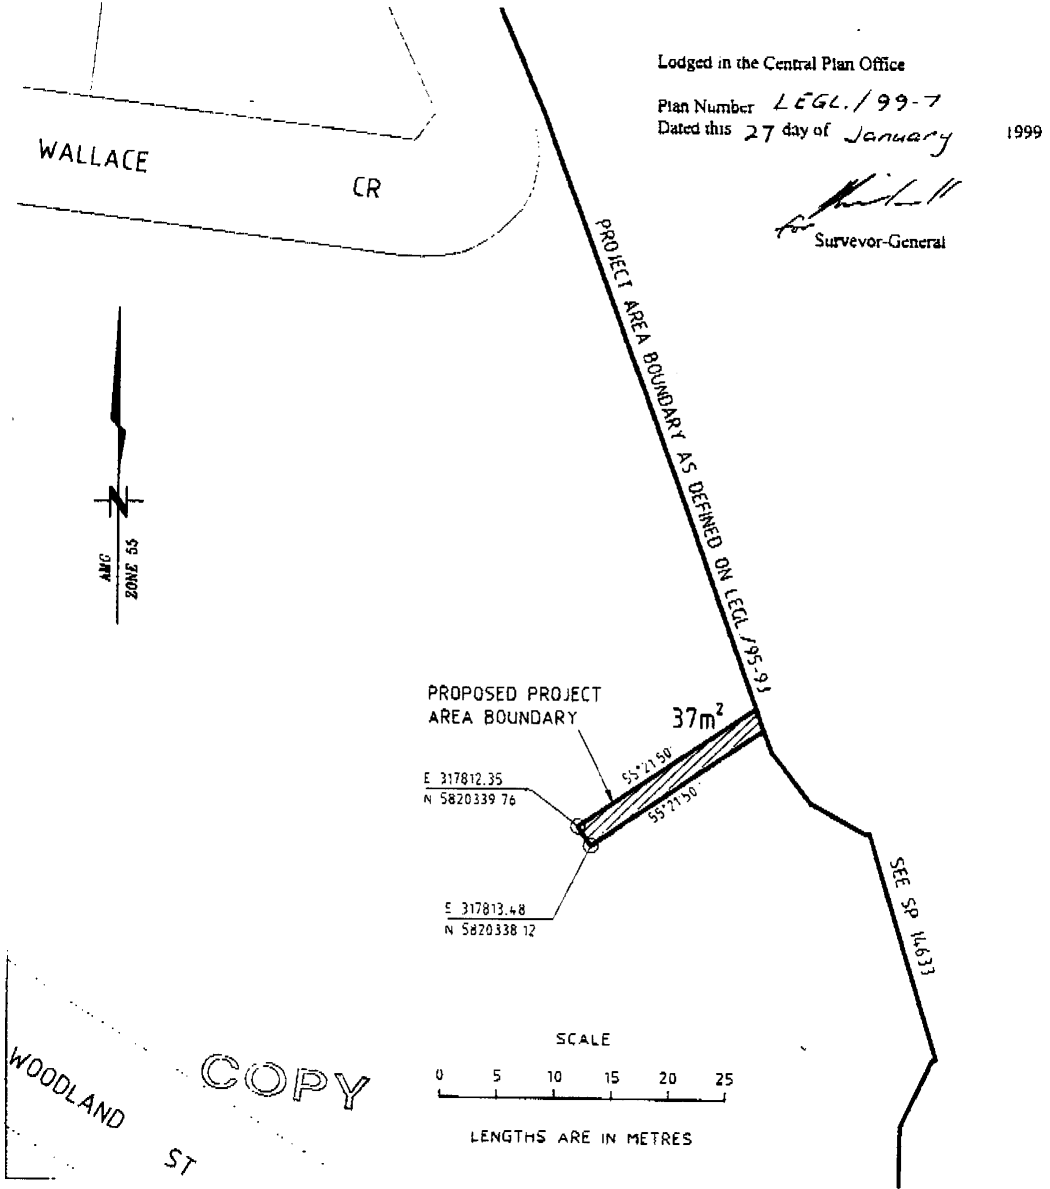 Lodged in the Central Plan Office
Plan Number LEGL./99-7
Dated this 27 day of January 1999
for
Surveyor-General
WALLACE CR
PROJECT AREA BOUNDARY AS DEFINED ON LEGL./95-93
N
AMG
ZONE 55
PROPOSED PROJECT
AREA BOUNDARY
37m²
55°21'50"
55°21'50"
E 317812.35
N 5820339.76
E 317813.48
N 5820338.12
SEE SP 14633
SCALE
0 5 10 15 20 25
LENGTHS ARE IN METRES
COPY
WOODLAND ST